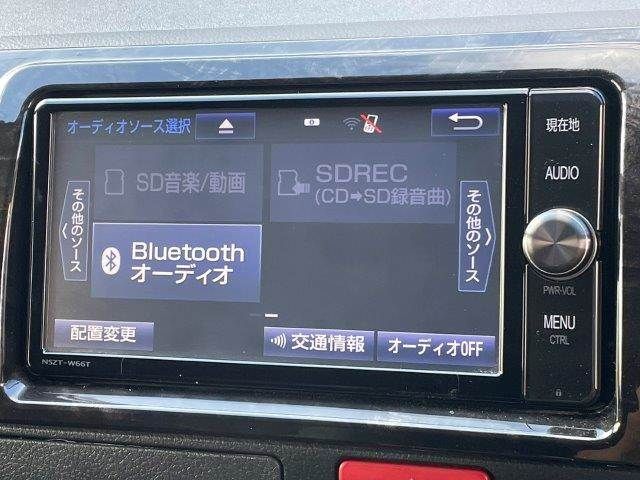 オーディオソース選択
現在地
SD音楽/動画
SDREC
(CD➡SD録音曲)
AUDIO
その他のソース
その他のソース
Bluetooth
オーディオ
PWR•VOL
配置変更
交通情報
オーディオOFF
MENU
CTRL
NSZT-W66T